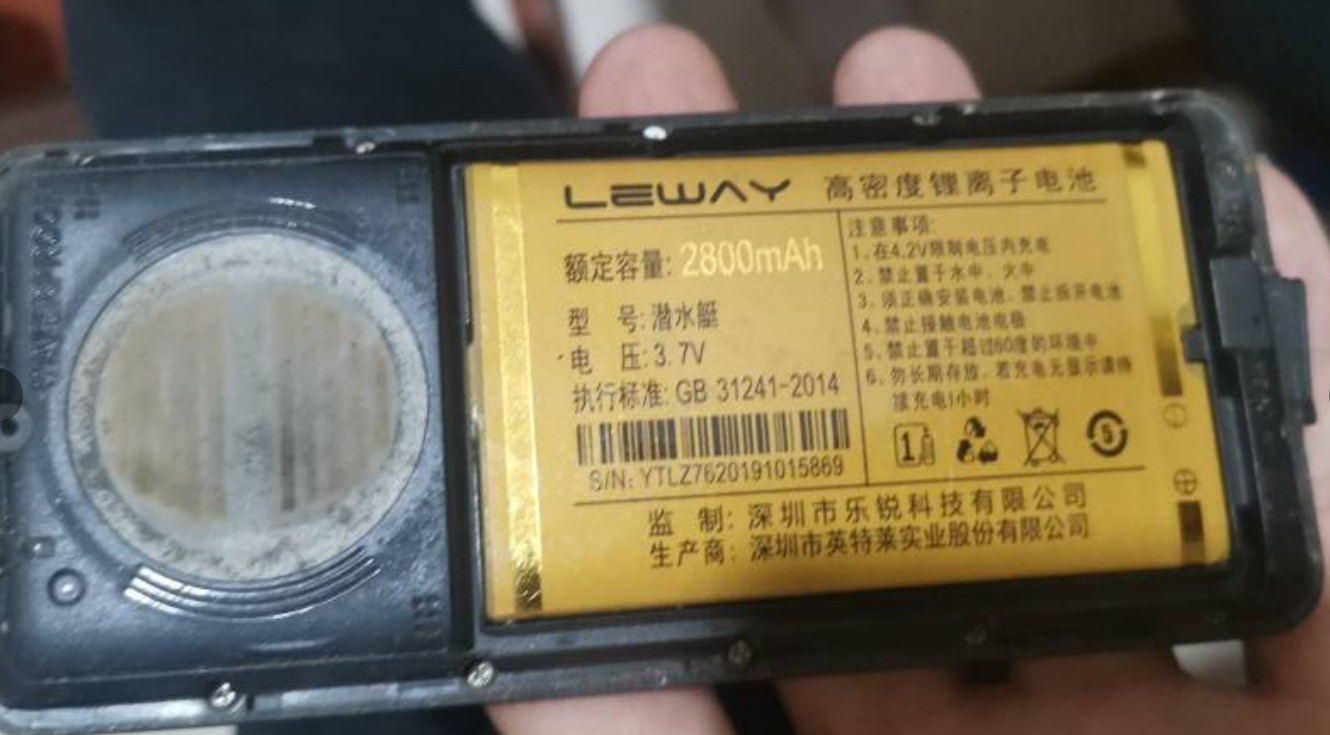 LEWAY 高密度锂离子电池
额定容量: 2800mAh
型 号: 潜水艇
电 压: 3.7V
执行标准: GB 31241-2014
S/N: YTLZ7620191015869
注意事项:
1. 在4.2V限制电压内充电
2. 禁止置于水中、火中
3. 须正确安装电池、禁止拆开电池
4. 禁止接触电池电极
5. 禁止置于超过60度的环境中
6. 勿长期存放、若充电无显示请持
续充电1小时
1
监 制: 深圳市乐锐科技有限公司
生产商: 深圳市英特莱实业股份有限公司